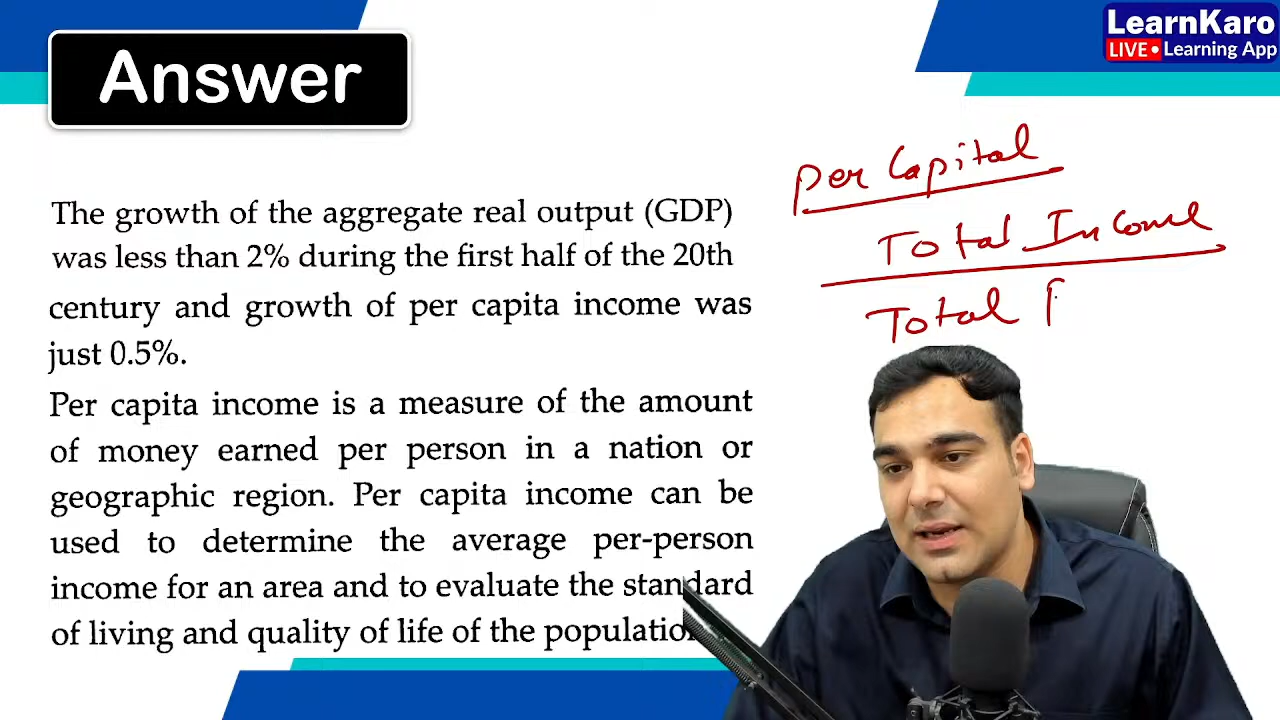 LearnKaro
LIVE • Learning App
Answer
Per Capital
Total Income
Total P
The growth of the aggregate real output (GDP)
was less than 2% during the first half of the 20th
century and growth of per capita income was
just 0.5%.
Per capita income is a measure of the amount
of money earned per person in a nation or
geographic region. Per capita income can be
used to determine the average per-person
income for an area and to evaluate the standard
of living and quality of life of the population